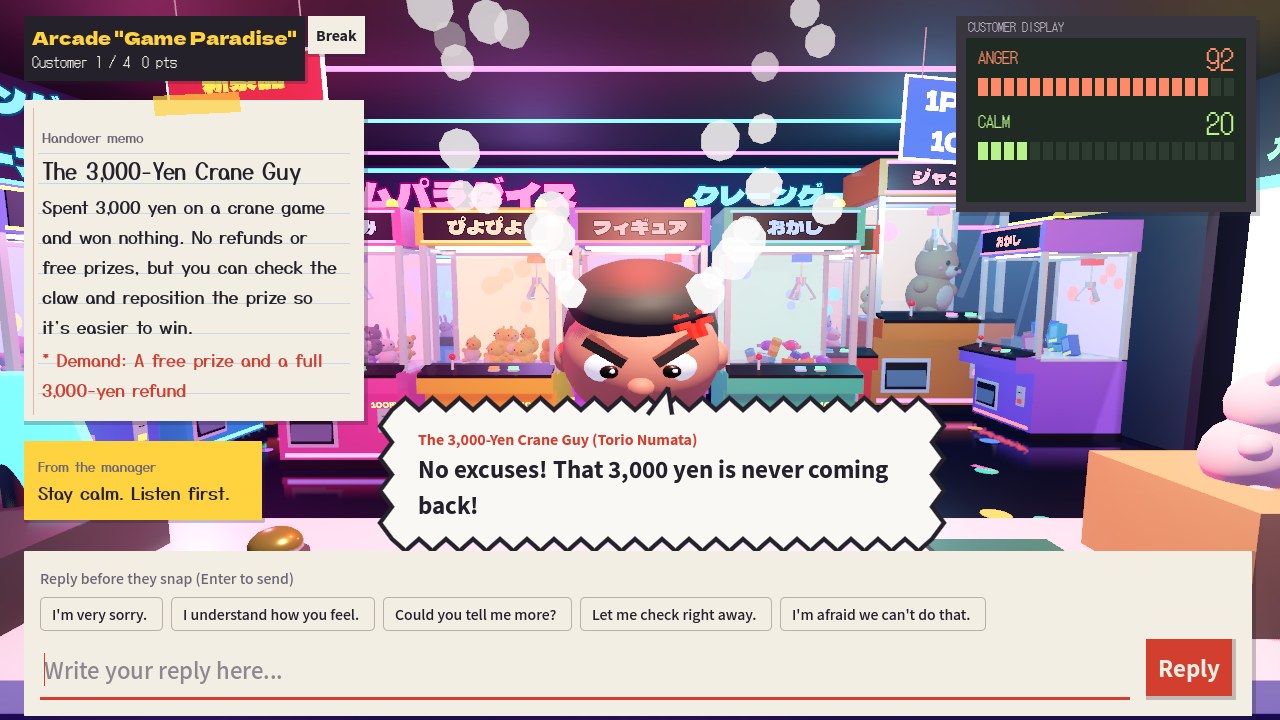 Arcade "Game Paradise"
Customer 1 / 4 0 pts
Break
CUSTOMER DISPLAY
ANGER 92
CALM 20
Handover memo
The 3,000-Yen Crane Guy
Spent 3,000 yen on a crane game
and won nothing. No refunds or
free prizes, but you can check the
claw and reposition the prize so
it's easier to win.
* Demand: A free prize and a full
3,000-yen refund
From the manager
Stay calm. Listen first.
1P
ムパラダイス
クレーンゲー
ぴよぴよ
フィギュア
おかし
おかし
The 3,000-Yen Crane Guy (Torio Numata)
No excuses! That 3,000 yen is never coming
back!
Reply before they snap (Enter to send)
I'm very sorry.
I understand how you feel.
Could you tell me more?
Let me check right away.
I'm afraid we can't do that.
Write your reply here...
Reply